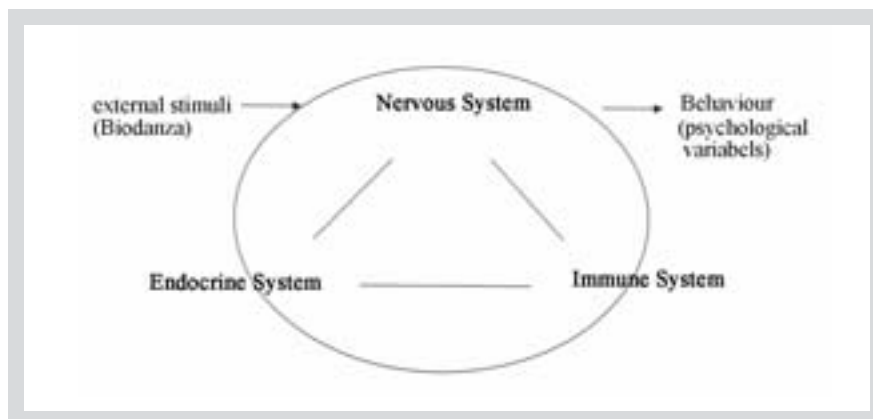 external stimuli
(Biodanza)
Nervous System
Behaviour
(psychological
variabels)
Endocrine System
Immune System